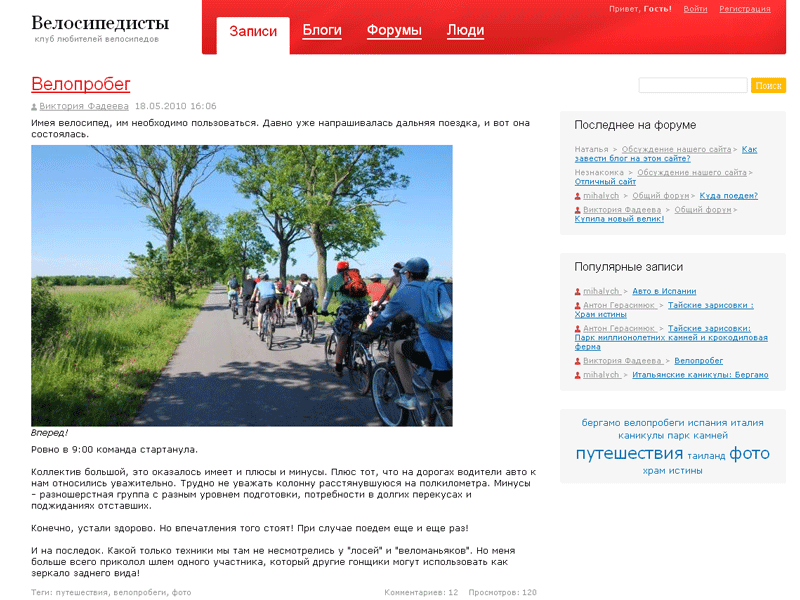 Велосипедисты
клуб любителей велосипедов
Записи
Блоги
Форумы
Люди
Привет, Гость! Войти Регистрация
Велопробег
Виктория Фадеева 18.05.2010 16:06
Имея велосипед, им необходимо пользоваться. Давно уже напрашивалась дальняя поездка, и вот она
состоялась.
Вперед!
Ровно в 9:00 команда стартанула.
Коллектив большой, это оказалось имеет и плюсы и минусы. Плюс тот, что на дорогах водители авто к
нам относились уважительно. Трудно не уважать колонну расстянувшуюся на полкилометра. Минусы
- разношерстная группа с разным уровнем подготовки, потребности в долгих перекусах и
поджиданиях отставших.
Конечно, устали здорово. Но впечатления того стоят! При случае поедем еще и еще раз!
И на последок. Какой только техники мы там не несмотрелись у "лосей" и "веломаньяков". Но меня
больше всего приколол шлем одного участника, который другие гонщики могут использовать как
зеркало заднего вида!
Теги: путешествия, велопробеги, фото
Комментариев: 12 Просмотров: 120
Поиск
Последнее на форуме
Наталья > Обсуждение нашего сайта > Как
завести блог на этом сайте?
Незнакомка > Обсуждение нашего сайта >
Отличный сайт
mihalych > Общий форум > Куда поедем?
Виктория Фадеева > Общий форум >
Купила новый велик!
Популярные записи
mihalych > Авто в Испании
Антон Герасимюк > Тайские зарисовки :
Храм истины
Антон Герасимюк > Тайские зарисовки:
Парк миллионолетних камней и крокодиловая
ферма
Виктория Фадеева > Велопробег
mihalych > Итальянские каникулы: Бергамо
бергамо велопробеги испания италия
каникулы парк камней
путешествия таиланд фото
храм истины